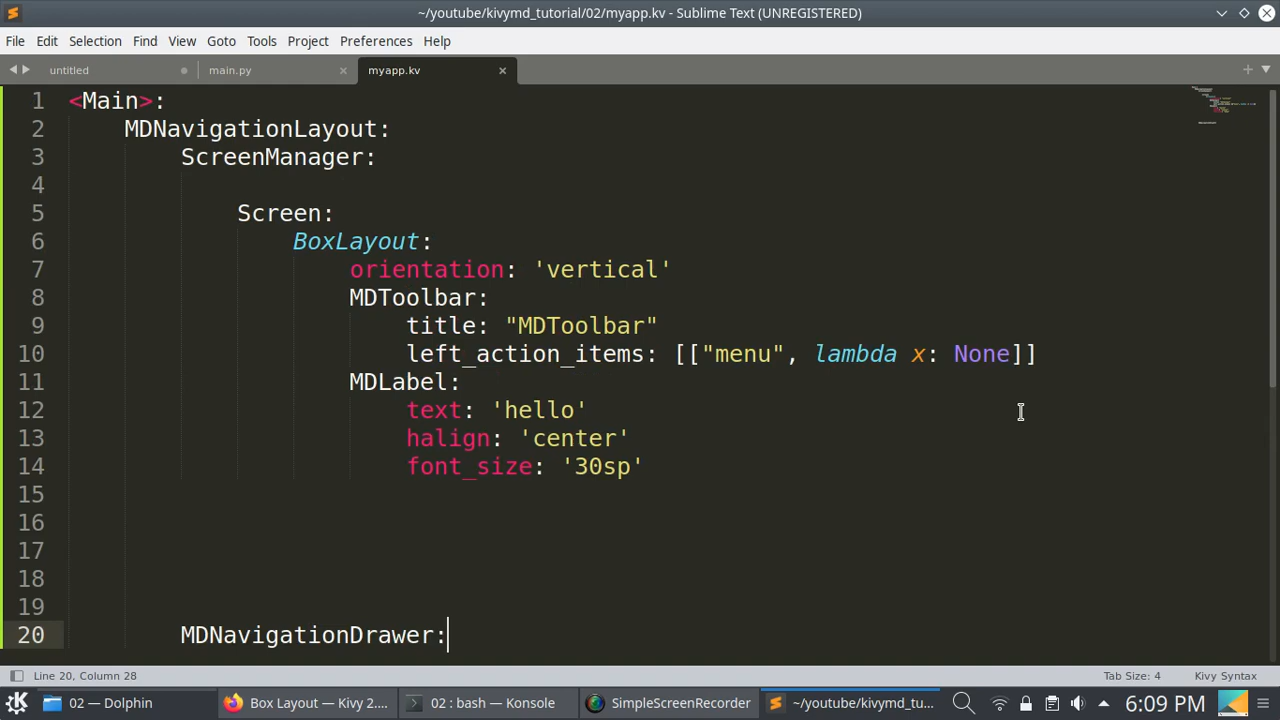 ~/youtube/kivymd_tutorial/02/myapp.kv - Sublime Text (UNREGISTERED)
File Edit Selection Find View Goto Tools Project Preferences Help
untitled main.py myapp.kv
1 <Main>:
2 MDNavigationLayout:
3 ScreenManager:
4
5 Screen:
6 BoxLayout:
7 orientation: 'vertical'
8 MDToolbar:
9 title: "MDToolbar"
10 left_action_items: [["menu", lambda x: None]]
11 MDLabel:
12 text: 'hello'
13 halign: 'center'
14 font_size: '30sp'
15
16
17
18
19
20 MDNavigationDrawer:
Line 20, Column 28 Tab Size: 4 Kivy Syntax
02 — Dolphin Box Layout — Kivy 2.... 02 : bash — Konsole SimpleScreenRecorder ~/youtube/kivymd_tu... 6:09 PM